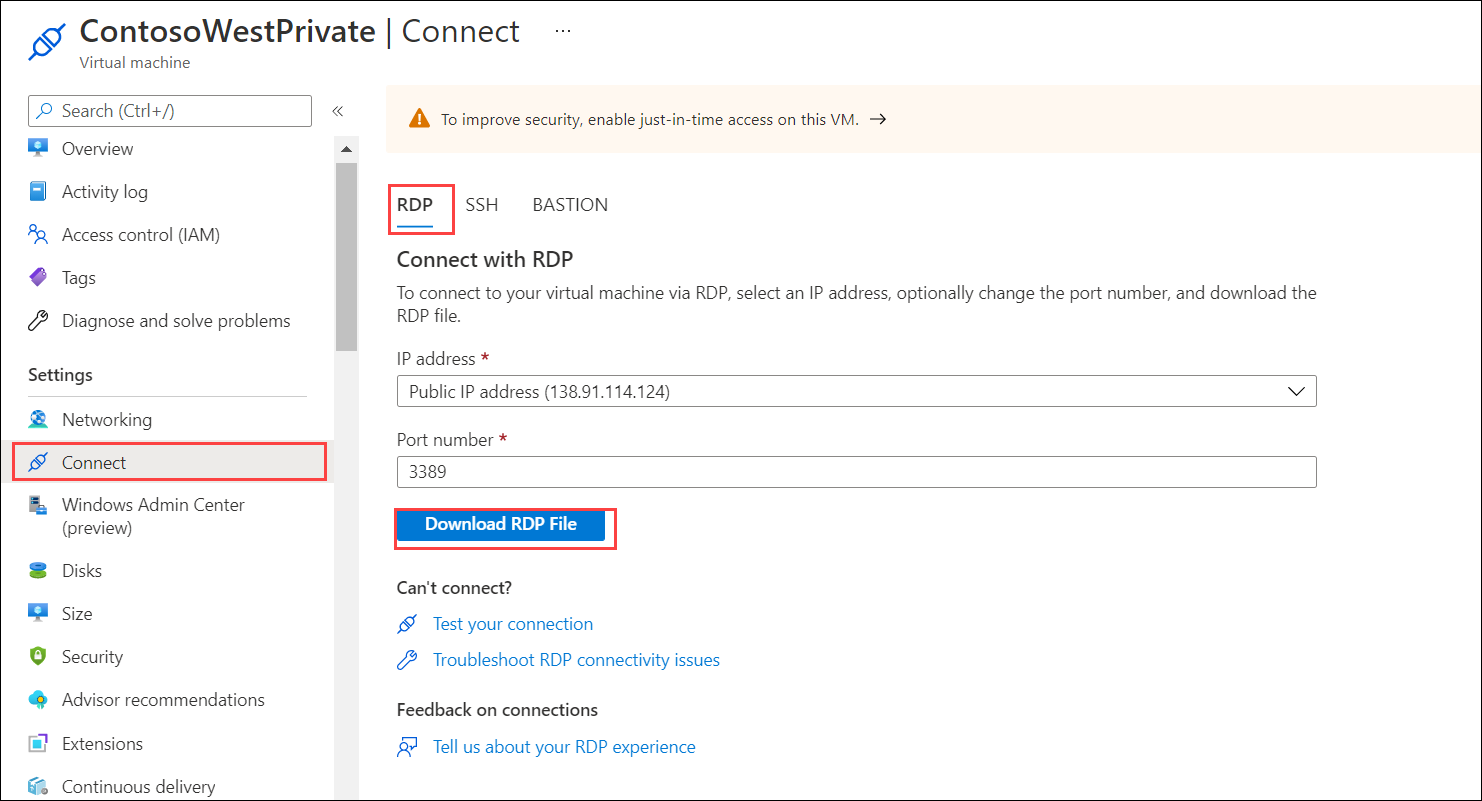 ContosoWestPrivate | Connect ...
Virtual machine
Search (Ctrl+/)
«
Overview
Activity log
Access control (IAM)
Tags
Diagnose and solve problems
Settings
Networking
Connect
Windows Admin Center
(preview)
Disks
Size
Security
Advisor recommendations
Extensions
Continuous delivery
To improve security, enable just-in-time access on this VM. →
RDP SSH BASTION
Connect with RDP
To connect to your virtual machine via RDP, select an IP address, optionally change the port number, and download the
RDP file.
IP address *
Public IP address (138.91.114.124)
Port number *
3389
Download RDP File
Can't connect?
Test your connection
Troubleshoot RDP connectivity issues
Feedback on connections
Tell us about your RDP experience